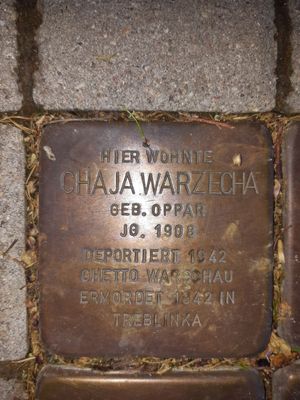 HIER WOHNTE
CHAJA WARZECHA
GEB. OPPAR
JG. 1908
DEPORTIERT 1942
GHETTO WARSCHAU
ERMORDET 1942 IN
TREBLINKA